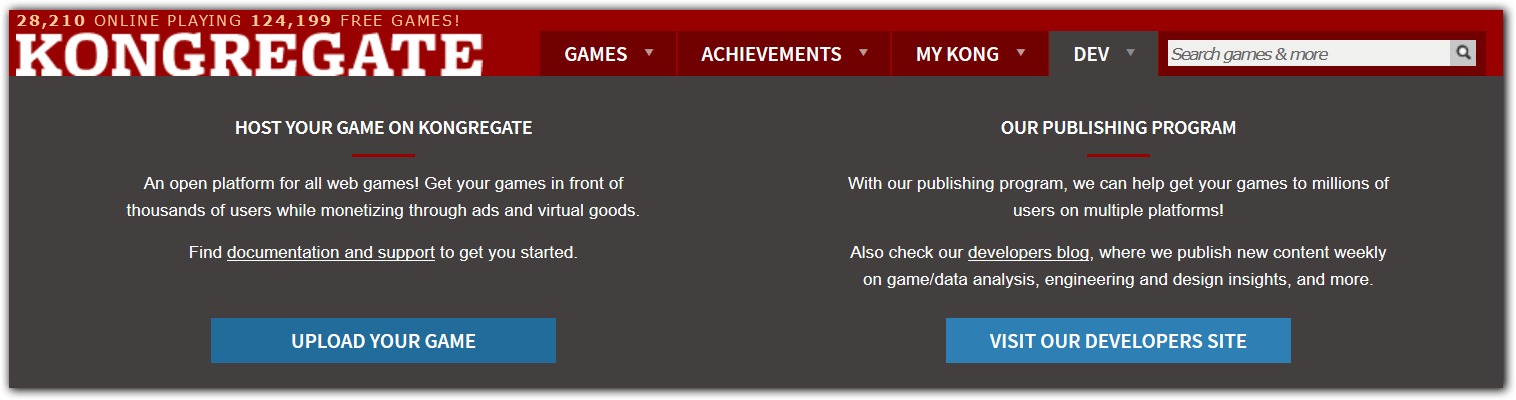 28,210 ONLINE PLAYING 124,199 FREE GAMES!
KONGREGATE
GAMES
ACHIEVEMENTS
MY KONG
DEV
Search games & more
HOST YOUR GAME ON KONGREGATE
An open platform for all web games! Get your games in front of
thousands of users while monetizing through ads and virtual goods.
Find documentation and support to get you started.
UPLOAD YOUR GAME
OUR PUBLISHING PROGRAM
With our publishing program, we can help get your games to millions of
users on multiple platforms!
Also check our developers blog, where we publish new content weekly
on game/data analysis, engineering and design insights, and more.
VISIT OUR DEVELOPERS SITE